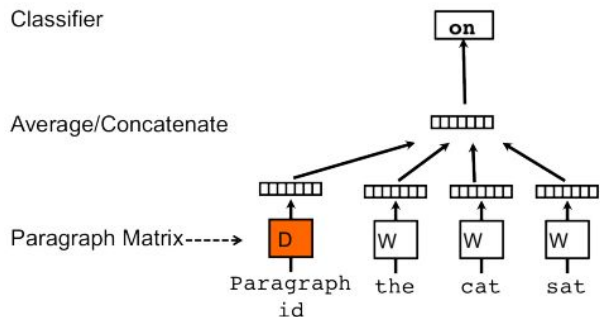 Classifier
on
Average/Concatenate
Paragraph Matrix
D
W
W
W
Paragraph
id
the
cat
sat